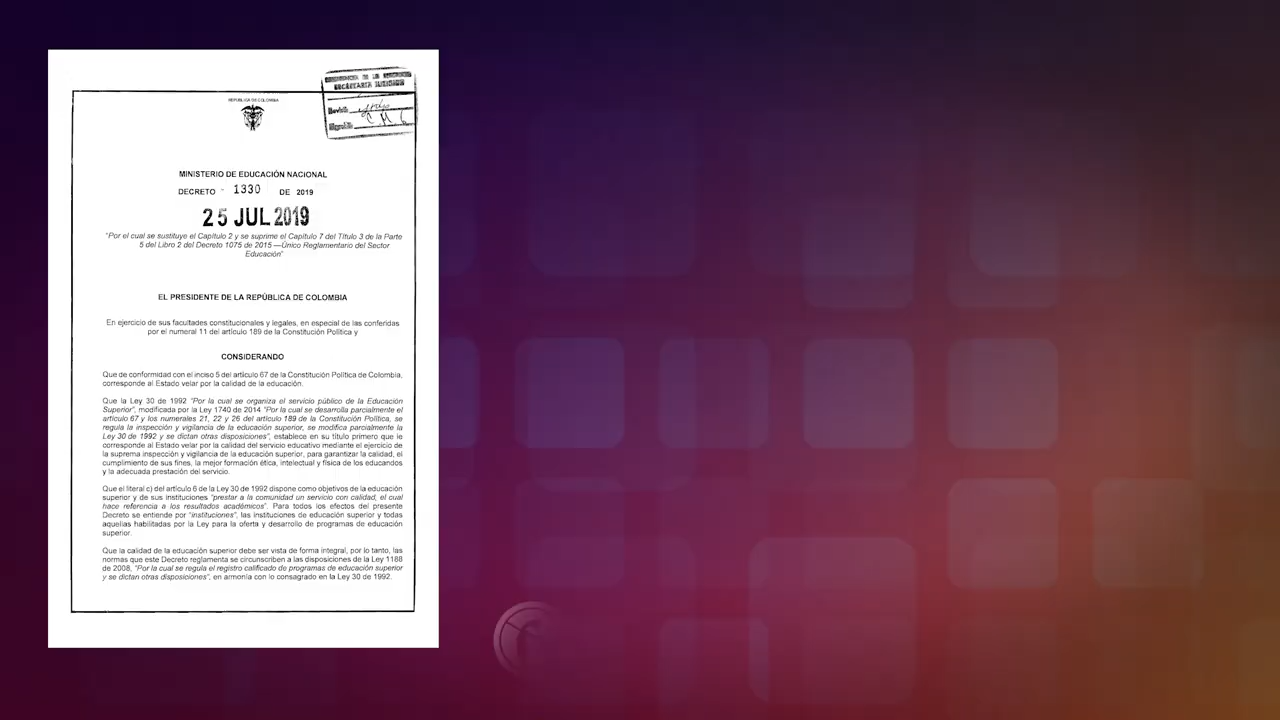 REPÚBLICA DE COLOMBIA
SECRETARIA JURIDICA
Revisó
Aprobó
MINISTERIO DE EDUCACIÓN NACIONAL
DECRETO - 1330 DE 2019
25 JUL 2019
"Por el cual se sustituye el Capítulo 2 y se suprime el Capítulo 7 del Título 3 de la Parte
5 del Libro 2 del Decreto 1075 de 2015 —Único Reglamentario del Sector
Educación"
EL PRESIDENTE DE LA REPÚBLICA DE COLOMBIA
En ejercicio de sus facultades constitucionales y legales, en especial de las conferidas
por el numeral 11 del artículo 189 de la Constitución Política y
CONSIDERANDO
Que de conformidad con el inciso 5 del artículo 67 de la Constitución Política de Colombia,
corresponde al Estado velar por la calidad de la educación.
Que la Ley 30 de 1992 "Por la cual se organiza el servicio público de la Educación
Superior", modificada por la Ley 1740 de 2014 "Por la cual se desarrolla parcialmente el
artículo 67 y los numerales 21, 22 y 26 del artículo 189 de la Constitución Política, se
regula la inspección y vigilancia de la educación superior, se modifica parcialmente la
Ley 30 de 1992 y se dictan otras disposiciones", establece en su título primero que le
corresponde al Estado velar por la calidad del servicio educativo mediante el ejercicio de
la suprema inspección y vigilancia de la educación superior, para garantizar la calidad, el
cumplimiento de sus fines, la mejor formación ética, intelectual y física de los educandos
y la adecuada prestación del servicio.
Que el literal c) del artículo 6 de la Ley 30 de 1992 dispone como objetivos de la educación
superior y de sus instituciones "prestar a la comunidad un servicio con calidad, el cual
hace referencia a los resultados académicos". Para todos los efectos del presente
Decreto se entiende por "instituciones", las instituciones de educación superior y todas
aquellas habilitadas por la Ley para la oferta y desarrollo de programas de educación
superior.
Que la calidad de la educación superior debe ser vista de forma integral, por lo tanto, las
normas que este Decreto reglamenta se circunscriben a las disposiciones de la Ley 1188
de 2008, "Por la cual se regula el registro calificado de programas de educación superior
y se dictan otras disposiciones", en armonía con lo consagrado en la Ley 30 de 1992.